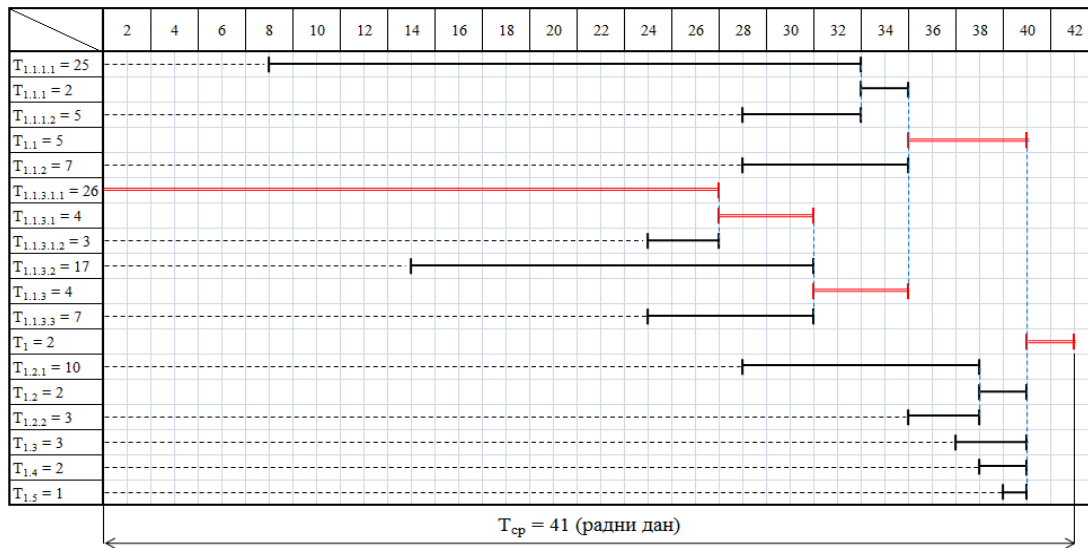 2 4 6 8 10 12 14 16 18 20 22 24 26 28 30 32 34 36 38 40 42
T1.1.1.1 = 25
T1.1.1 = 2
T1.1.1.2 = 5
T1.1 = 5
T1.1.2 = 7
T1.1.3.1.1 = 26
T1.1.3.1 = 4
T1.1.3.1.2 = 3
T1.1.3.2 = 17
T1.1.3 = 4
T1.1.3.3 = 7
T1 = 2
T1.2.1 = 10
T1.2 = 2
T1.2.2 = 3
T1.3 = 3
T1.4 = 2
T1.5 = 1
Tср = 41 (радни дан)